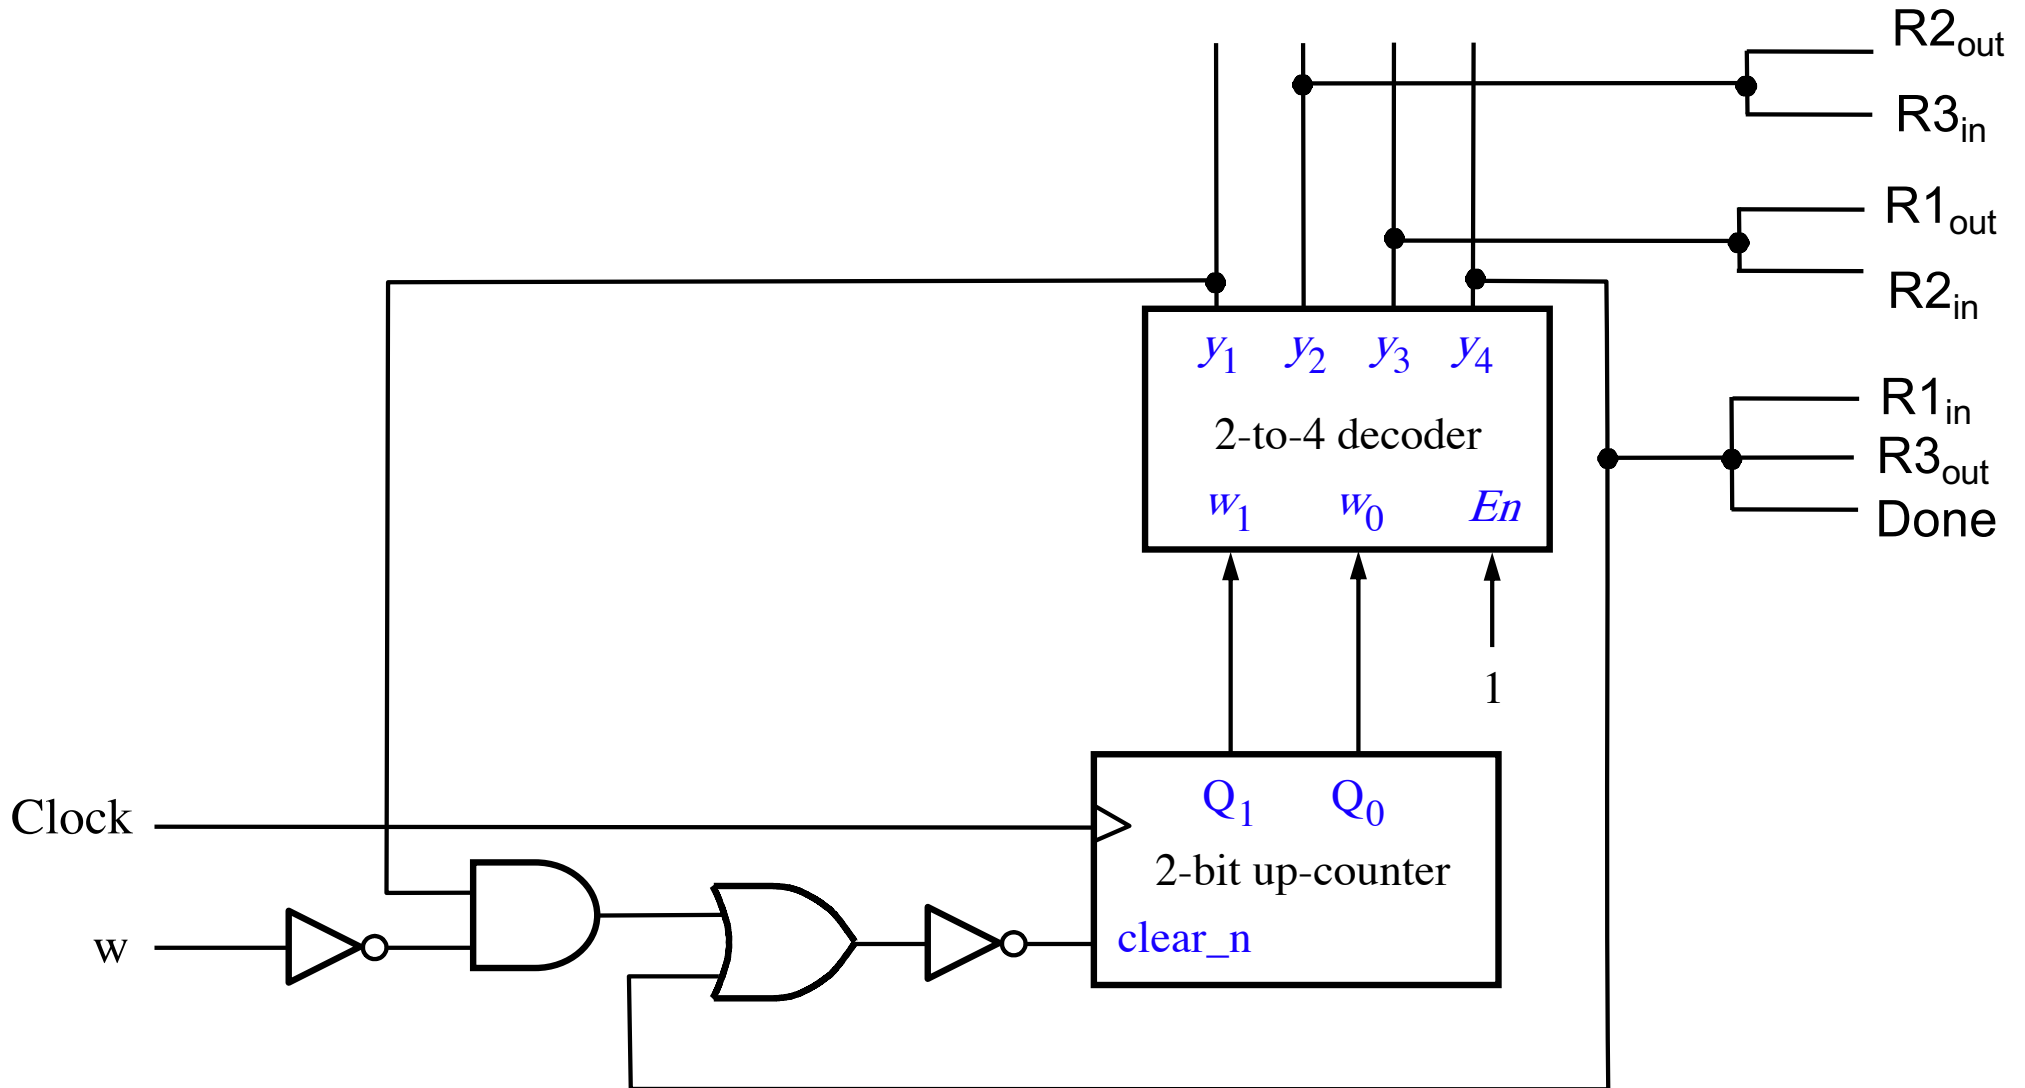 R2out
R3in
R1out
R2in
y1 y2 y3 y4
R1in
2-to-4 decoder
R3out
w1 w0 En
Done
1
Q1 Q0
Clock
2-bit up-counter
clear_n
w